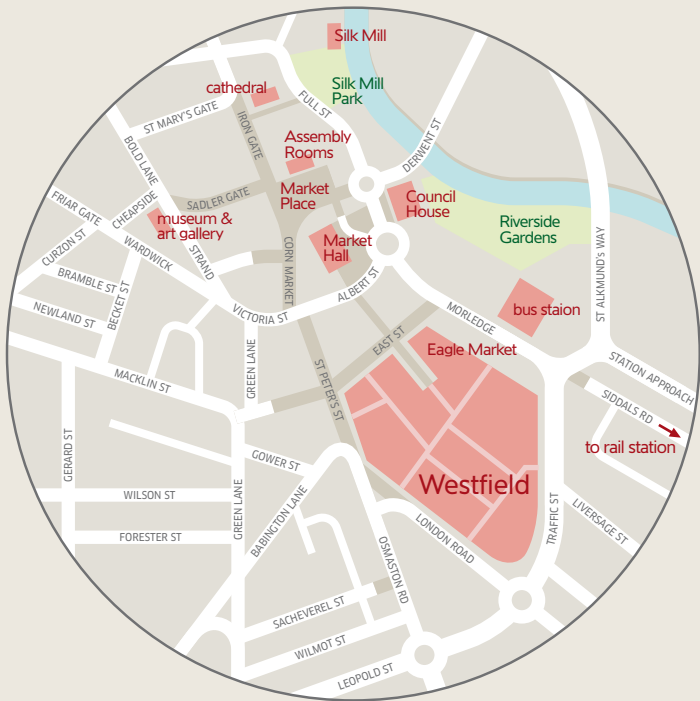 Silk Mill
cathedral
Silk Mill
Park
FULL ST
ST MARY'S GATE
IRON GATE
BOLD LANE
Assembly
Rooms
DERWENT ST
SADLER GATE
Market
Place
Council
House
FRIAR GATE
CHEAPSIDE
museum &
art gallery
Riverside
Gardens
CURZON ST
WARDWICK
STRAND
CORN MARKET
Market
Hall
ST ALKMUND's WAY
BRAMBLE ST
BECKET ST
ALBERT ST
NEWLAND ST
VICTORIA ST
MORLEDGE
bus staion
EAST ST
Eagle Market
GREEN LANE
ST PETER'S ST
STATION APPROACH
MACKLIN ST
SIDDALS RD
to rail station
GERARD ST
GOWER ST
Westfield
WILSON ST
GREEN LANE
BABINGTON LANE
TRAFFIC ST
LIVERSAGE ST
FORESTER ST
OSMASTON RD
LONDON ROAD
SACHEVEREL ST
WILMOT ST
LEOPOLD ST